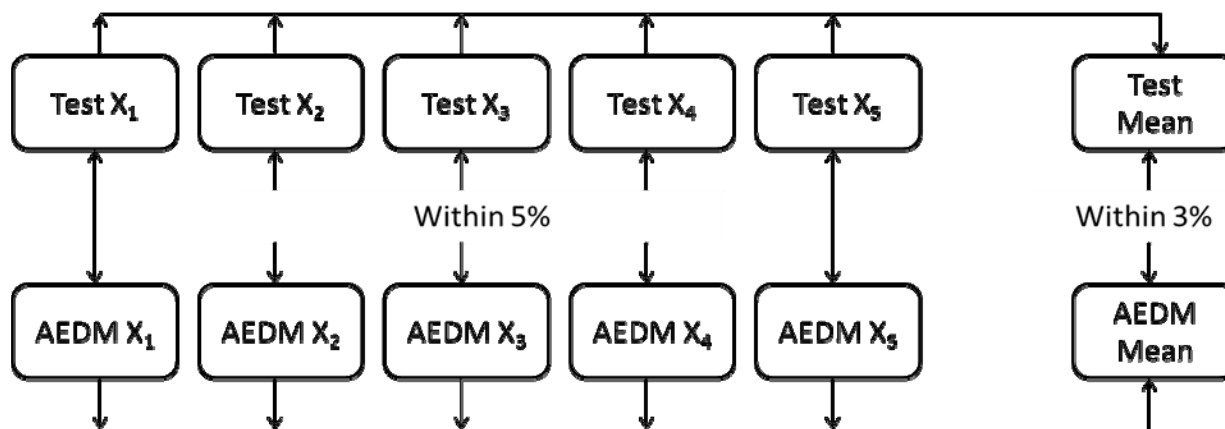 Test X₁
Test X₂
Test X₃
Test X₄
Test X₅
Test
Mean
Within 5%
Within 3%
AEDM X₁
AEDM X₂
AEDM X₃
AEDM X₄
AEDM X₅
AEDM
Mean